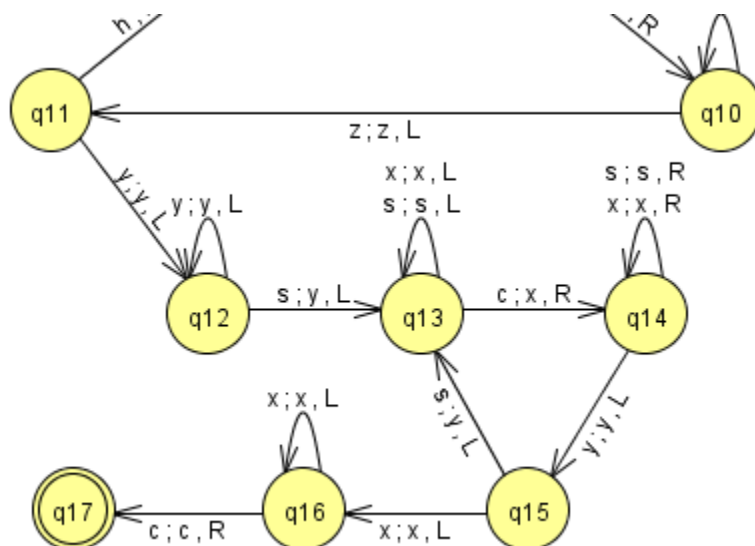 h,
, R
q11
q10
z ; z , L
y ; y , L
y ; y , L
x ; x , L
s ; s , L
s ; s , R
x ; x , R
q12
s ; y , L
q13
c ; x , R
q14
x ; x , L
s ; y , L
y ; y , L
q17
c ; c , R
q16
x ; x , L
q15